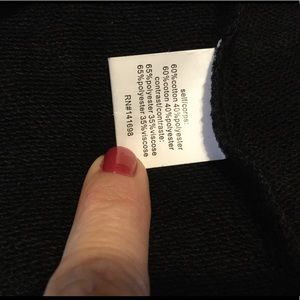 self/corps:
60%cotton 40%polyester
60%coton 40%polyester
contrast/contraste:
65%polyester 35%viscose
65%polyester 35%viscose
RN#141698